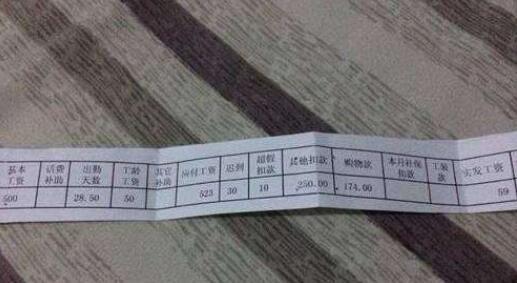 基本工资 话费补助 出勤天数 工龄工资 其它补助 应付工资 迟到 超假扣款 其他扣款 购物款 本月社保扣款 工装款 实发工资
500 28.50 50 523 30 10 250.00 174.00 59